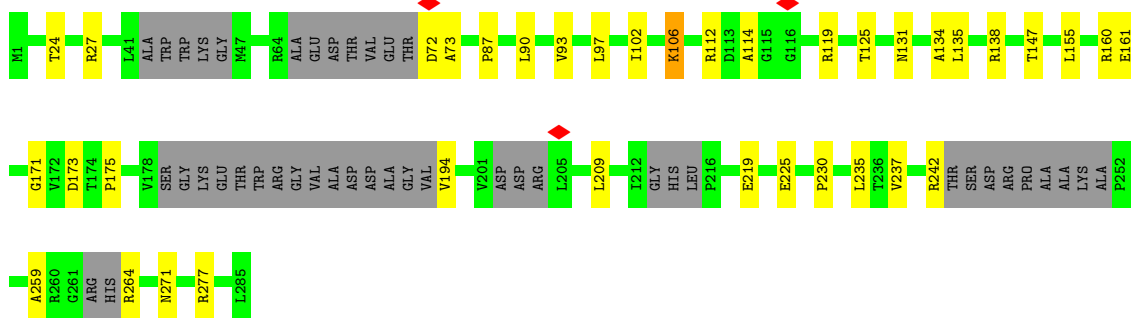 M1 T24 R27 L41 ALA TRP TRP LYS GLY M47 R64 ALA GLU ASP THR VAL GLU THR D72 A73 P87 L90 V93 L97 I102 K106 R112 D113 A114 G115 G116 R119 T125 N131 A134 L135 R138 T147 L155 R160 E161
G171 V172 D173 T174 P175 V178 SER GLY LYS GLU THR TRP ARG GLY VAL ALA ASP ASP ALA GLY VAL V194 V201 ASP ASP ARG L205 L209 I212 GLY HIS LEU P216 E219 E225 P230 L235 T236 V237 R242 THR SER ASP ARG PRO ALA ALA LYS ALA P252
A259 R260 G261 ARG HIS R264 N271 R277 L285